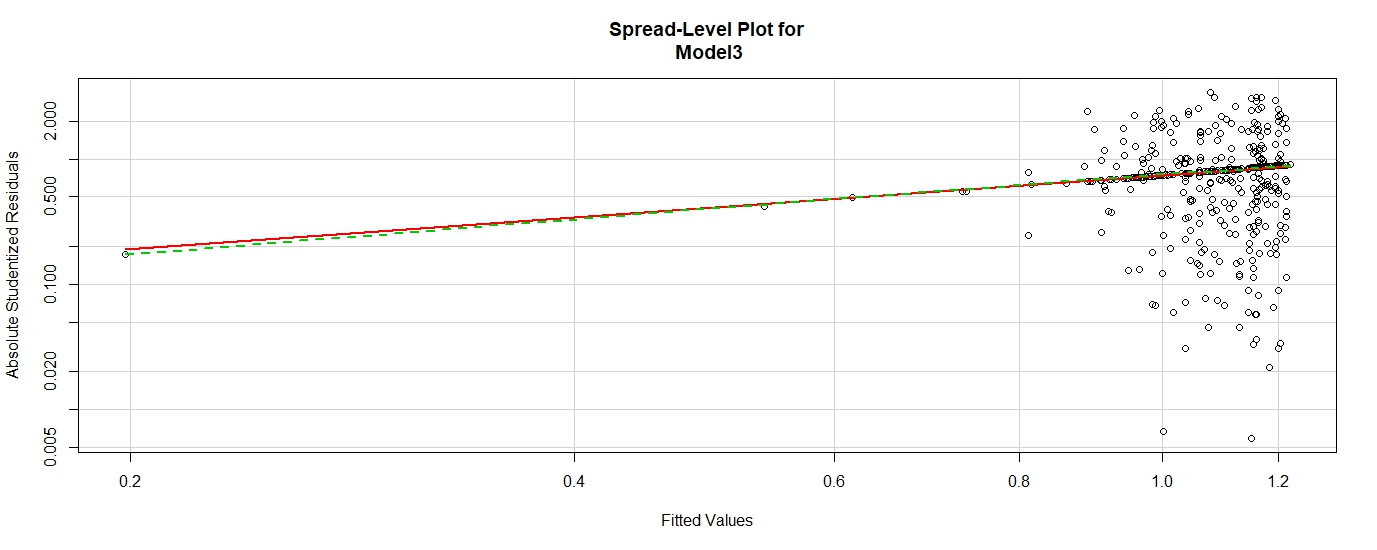 Spread-Level Plot for
Model3
Absolute Studentized Residuals
2.000
0.500
0.100
0.020
0.005
0.2 0.4 0.6 0.8 1.0 1.2
Fitted Values